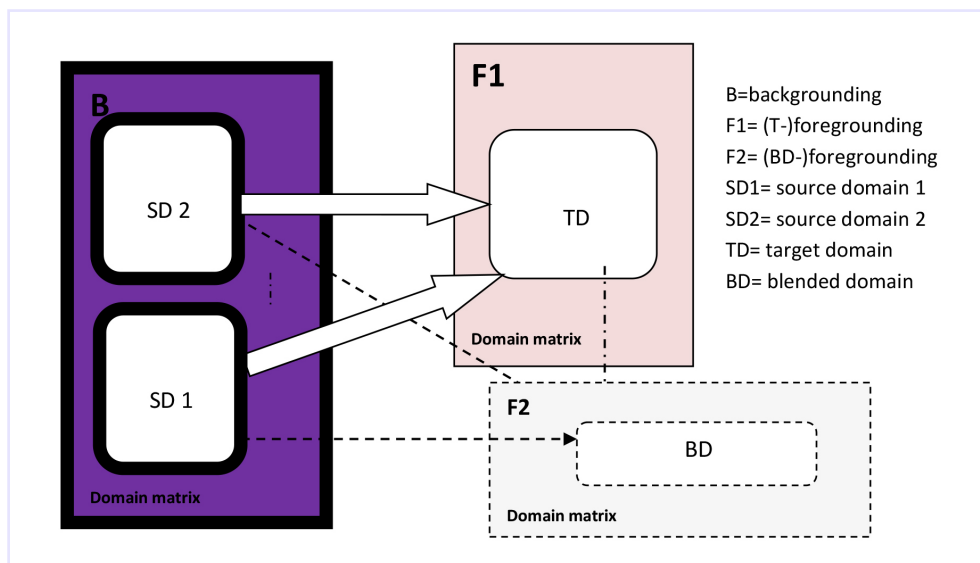 B
SD 2
SD 1
Domain matrix
F1
TD
Domain matrix
F2
BD
Domain matrix
B=backgrounding
F1= (T-)foregrounding
F2= (BD-)foregrounding
SD1= source domain 1
SD2= source domain 2
TD= target domain
BD= blended domain